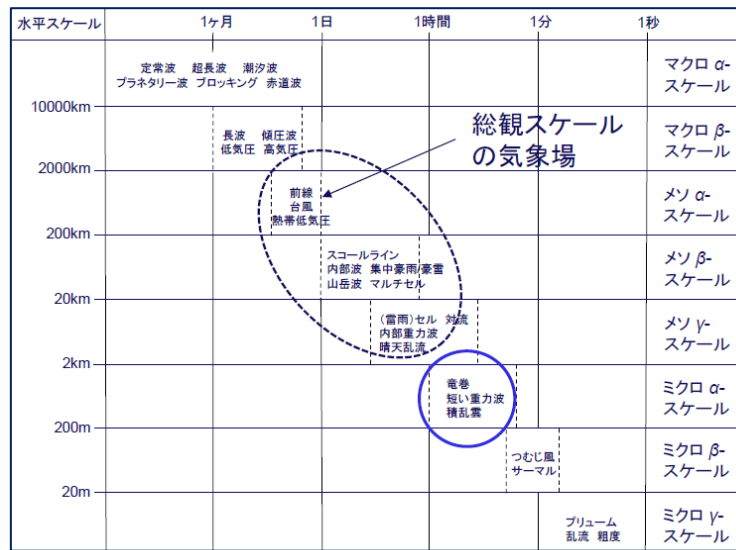 水平スケール 1ヶ月 1日 1時間 1分 1秒
定常波 超長波 潮汐波
プラネタリー波 ブロッキング 赤道波
マクロ α-
スケール
10000km
長波 傾圧波
低気圧 高気圧
総観スケール
の気象場
マクロ β-
スケール
2000km
前線
台風
熱帯低気圧
メソ α-
スケール
200km
スコールライン
内部波 集中豪雨/豪雪
山岳波 マルチセル
メソ β-
スケール
20km
(雷雨)セル 対流
内部重力波
晴天乱流
メソ γ-
スケール
2km
竜巻
短い重力波
積乱雲
ミクロ α-
スケール
200m
つむじ風
サーマル
ミクロ β-
スケール
20m
プリューム
乱流 粗度
ミクロ γ-
スケール